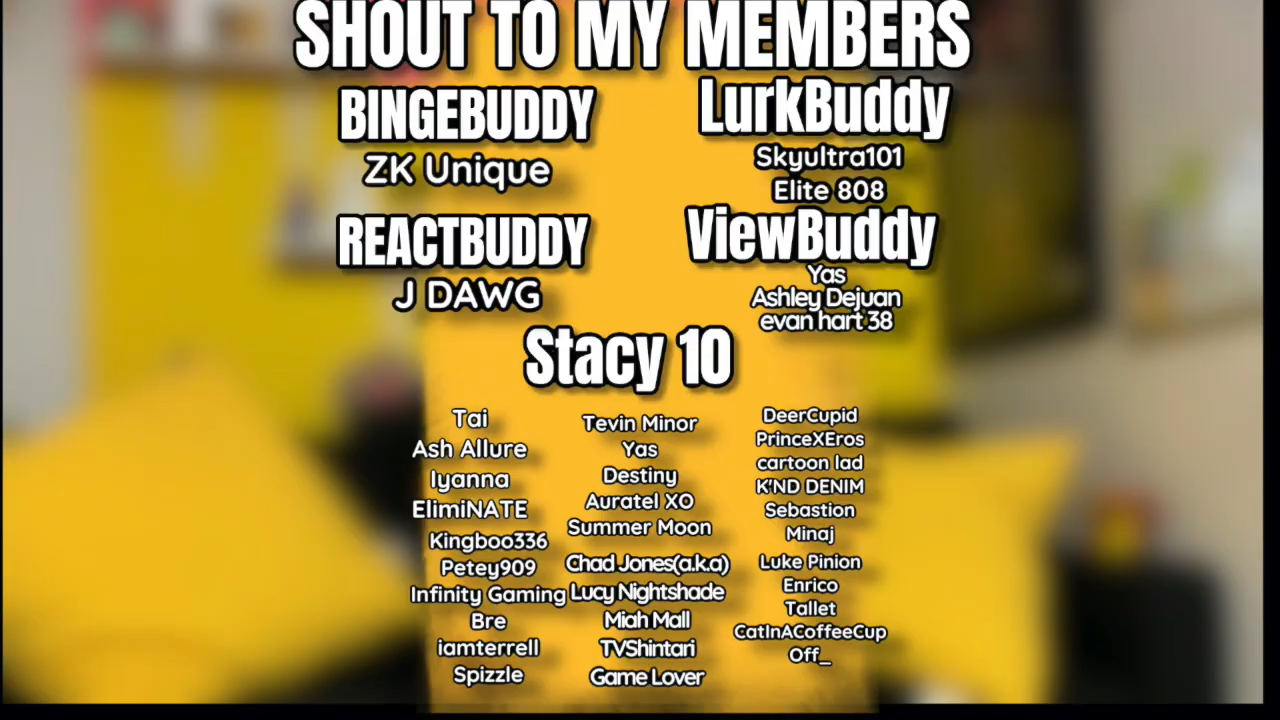 SHOUT TO MY MEMBERS
BINGEBUDDY
ZK Unique
LurkBuddy
Skyultra101
Elite 808
REACTBUDDY
J DAWG
ViewBuddy
Yas
Ashley Dejuan
evan hart 38
Stacy 10
Tai
Ash Allure
Iyanna
ElimiNATE
Kingboo336
Petey909
Infinity Gaming
Bre
iamterrell
Spizzle
Tevin Minor
Yas
Destiny
Auratel XO
Summer Moon
Chad Jones(a.k.a)
Lucy Nightshade
Miah Mall
TVShintari
Game Lover
DeerCupid
PrinceXEros
cartoon lad
K'ND DENIM
Sebastion
Minaj
Luke Pinion
Enrico
Tallet
CatInACoffeeCup
Off_